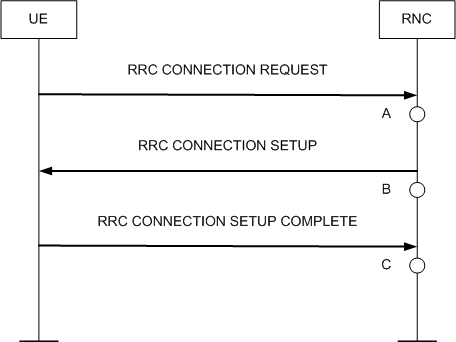 UE
RNC
RRC CONNECTION REQUEST
A
RRC CONNECTION SETUP
B
RRC CONNECTION SETUP COMPLETE
C